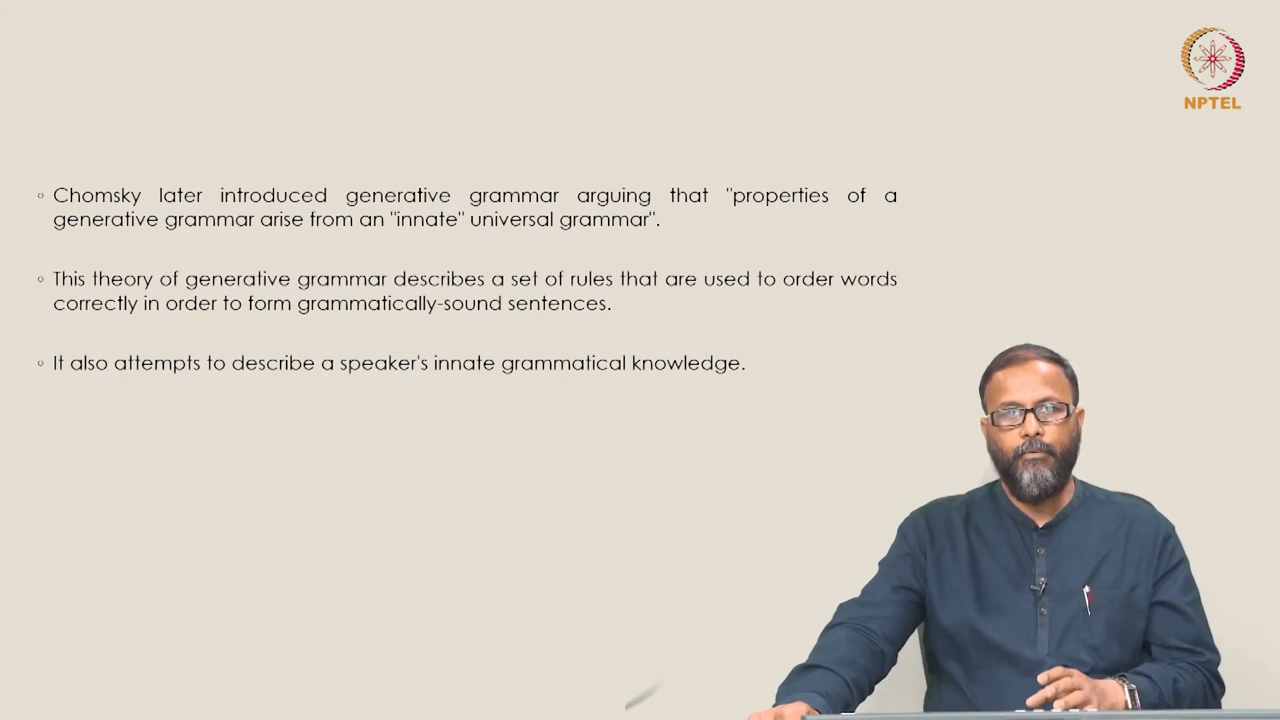 NPTEL
◦ Chomsky later introduced generative grammar arguing that "properties of a
generative grammar arise from an "innate" universal grammar".
◦ This theory of generative grammar describes a set of rules that are used to order words
correctly in order to form grammatically-sound sentences.
◦ It also attempts to describe a speaker's innate grammatical knowledge.